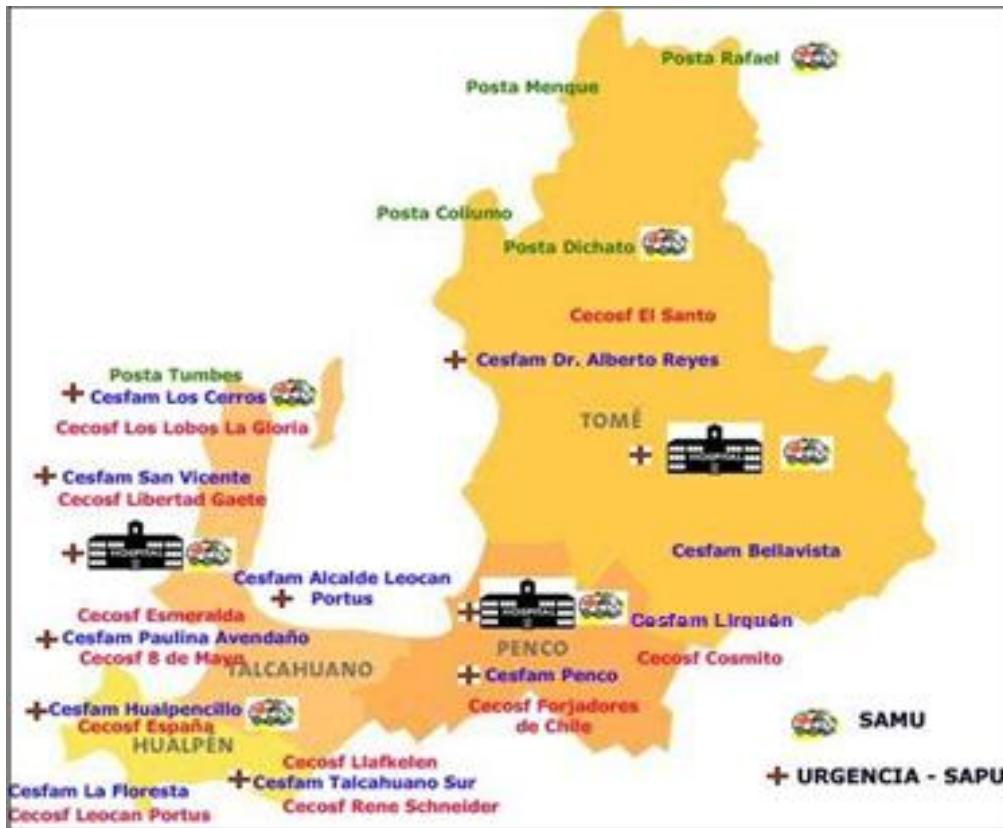 Posta Rafael
Posta Menque
Posta Coliumo
Posta Dichato
Cecosf El Santo
Cesfam Dr. Alberto Reyes
Posta Tumbes
Cesfam Los Cerros
Cecosf Los Lobos La Gloria
TOMÉ
HOSPITAL
Cesfam San Vicente
Cecosf Libertad Gaete
HOSPITAL
Cesfam Bellavista
Cesfam Alcalde Leocan
Portus
HOSPITAL
Cecosf Esmeralda
Cesfam Lirquén
Cesfam Paulina Avendaño
Cecosf 8 de Mayo
TALCAHUANO
PENCO
Cecosf Cosmito
Cesfam Penco
Cesfam Hualpencillo
Cecosf España
HUALPÉN
Cecosf Forjadores
de Chile
SAMU
Cecosf Llafkelen
Cesfam La Floresta
Cesfam Talcahuano Sur
URGENCIA - SAPU
Cecosf Leocan Portus
Cecosf Rene Schneider